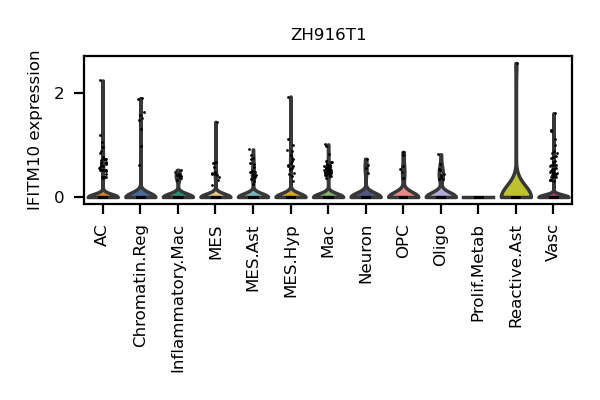 ZH916T1
IFITM10 expression
2
0
AC
Chromatin.Reg
Inflammatory.Mac
MES
MES.Ast
MES.Hyp
Mac
Neuron
OPC
Oligo
Prolif.Metab
Reactive.Ast
Vasc